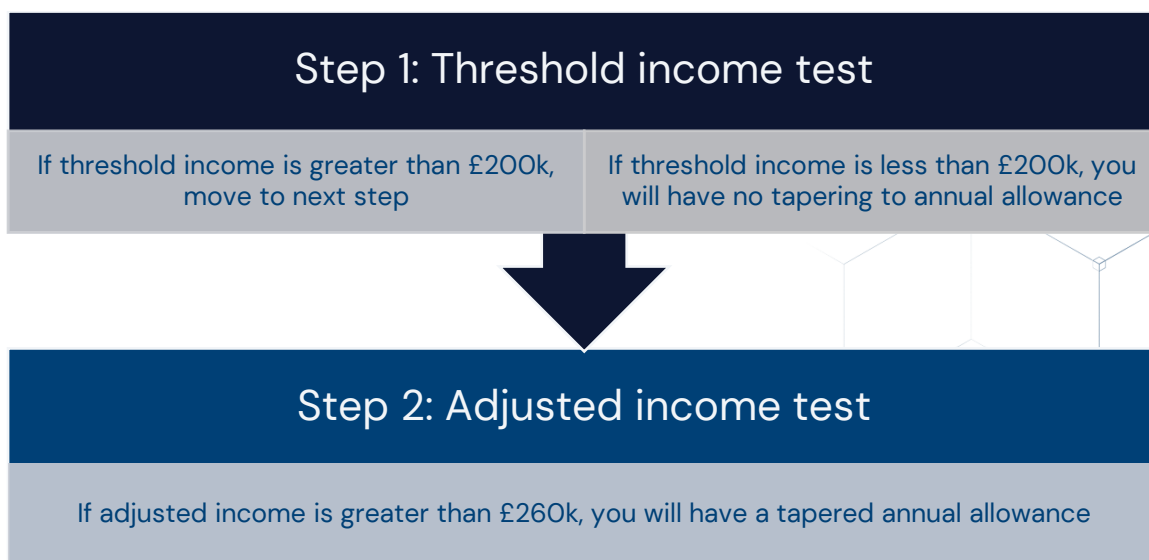 Step 1: Threshold income test
If threshold income is greater than £200k,
move to next step
If threshold income is less than £200k, you
will have no tapering to annual allowance
Step 2: Adjusted income test
If adjusted income is greater than £260k, you will have a tapered annual allowance